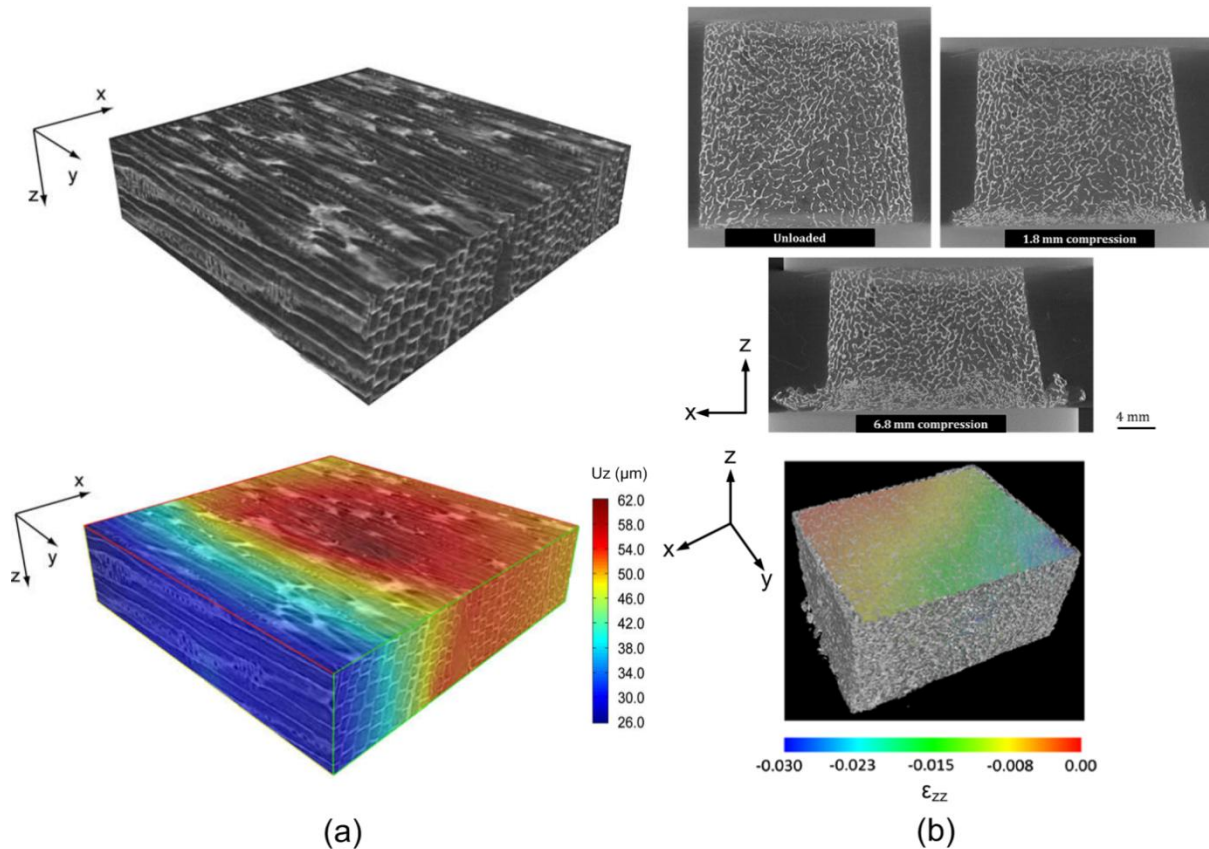 x
y
z
Unloaded
1.8 mm compression
z
x
6.8 mm compression
4 mm
x
y
z
Uz (µm)
62.0
58.0
54.0
50.0
46.0
42.0
38.0
34.0
30.0
26.0
z
x
y
-0.030 -0.023 -0.015 -0.008 0.00
εzz
(a) (b)